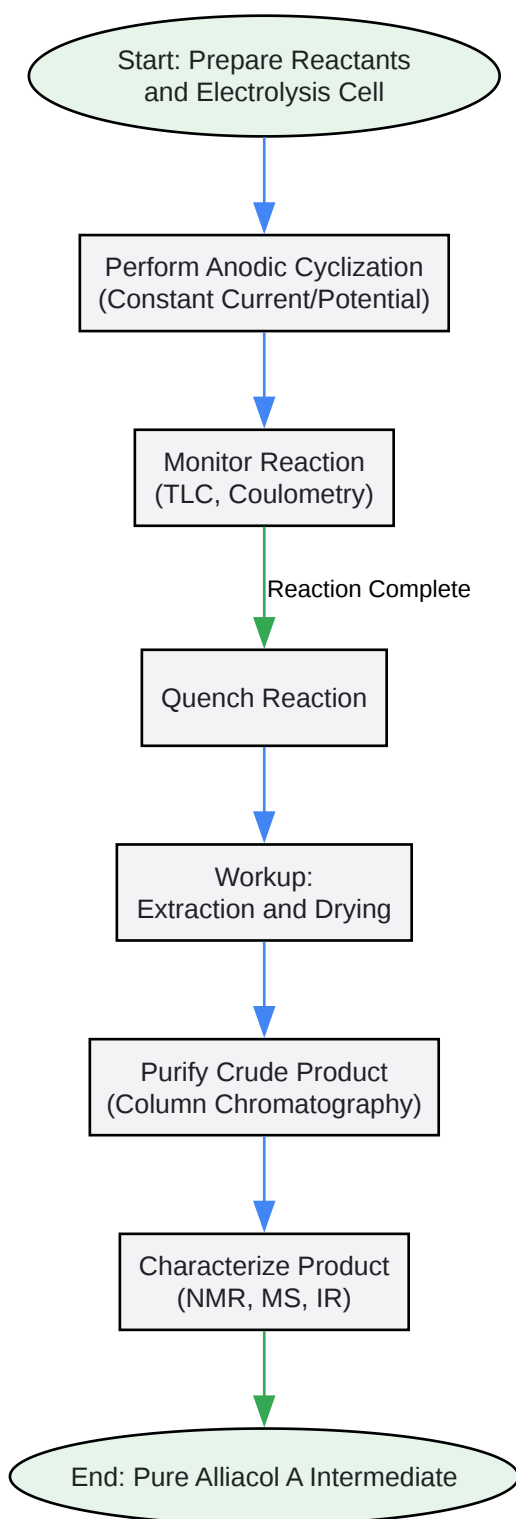 Start: Prepare Reactants
and Electrolysis Cell
Perform Anodic Cyclization
(Constant Current/Potential)
Monitor Reaction
(TLC, Coulometry)
Reaction Complete
Quench Reaction
Workup:
Extraction and Drying
Purify Crude Product
(Column Chromatography)
Characterize Product
(NMR, MS, IR)
End: Pure Alliacol A Intermediate